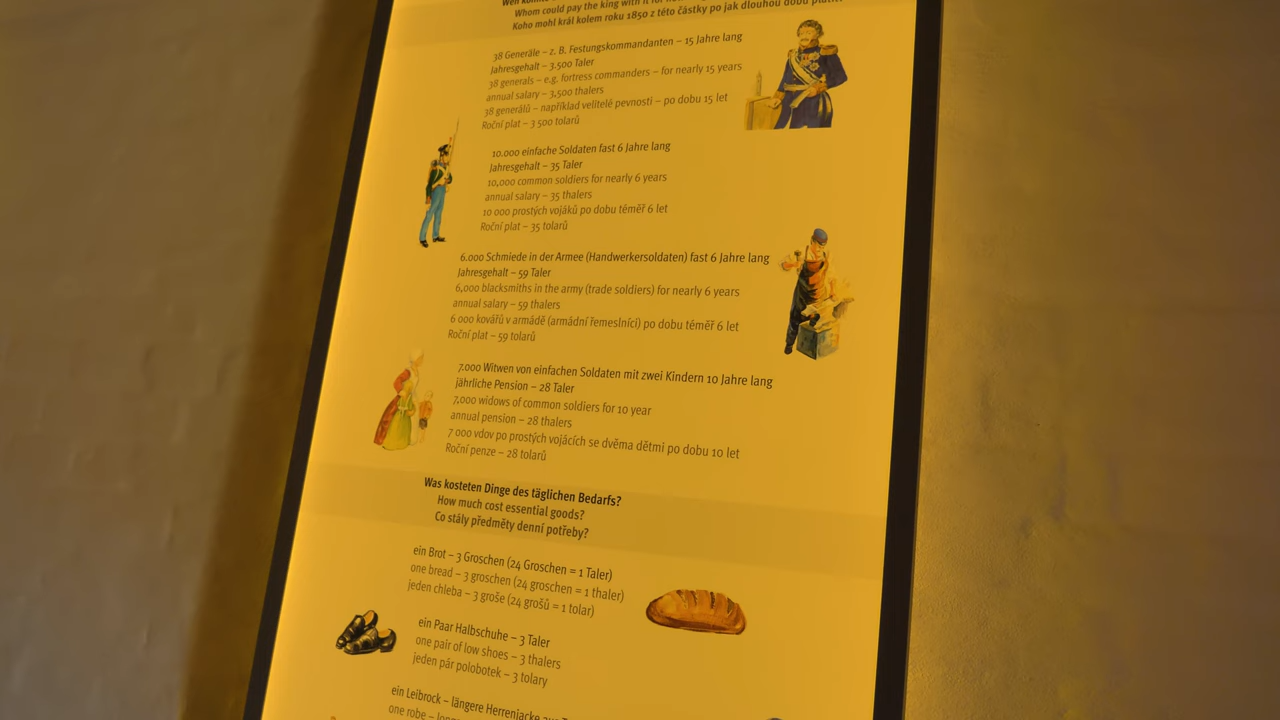 Whom could pay the king with it for
Koho mohl král kolem roku 1850 z této částky po jak dlouhou dobu platit?
38 Generäle – z. B. Festungskommandanten – 15 Jahre lang
Jahresgehalt – 3.500 Taler
38 generals – e.g. fortress commanders – for nearly 15 years
annual salary – 3,500 thalers
38 generálů – například velitelé pevnosti – po dobu 15 let
Roční plat – 3 500 tolarů
10.000 einfache Soldaten fast 6 Jahre lang
Jahresgehalt – 35 Taler
10,000 common soldiers for nearly 6 years
annual salary – 35 thalers
10 000 prostých vojáků po dobu téměř 6 let
Roční plat – 35 tolarů
6.000 Schmiede in der Armee (Handwerkersoldaten) fast 6 Jahre lang
Jahresgehalt – 59 Taler
6,000 blacksmiths in the army (trade soldiers) for nearly 6 years
annual salary – 59 thalers
6 000 kovářů v armádě (armádní řemeslníci) po dobu téměř 6 let
Roční plat – 59 tolarů
7.000 Witwen von einfachen Soldaten mit zwei Kindern 10 Jahre lang
jährliche Pension – 28 Taler
7,000 widows of common soldiers for 10 year
annual pension – 28 thalers
7 000 vdov po prostých vojácích se dvěma dětmi po dobu 10 let
Roční penze – 28 tolarů
Was kosteten Dinge des täglichen Bedarfs?
How much cost essential goods?
Co stály předměty denní potřeby?
ein Brot – 3 Groschen (24 Groschen = 1 Taler)
one bread – 3 groschen (24 groschen = 1 thaler)
jeden chleba – 3 groše (24 grošů = 1 tolar)
ein Paar Halbschuhe – 3 Taler
one pair of low shoes – 3 thalers
jeden pár polobotek – 3 tolary
ein Leibrock – längere Herrenjacke
one robe –